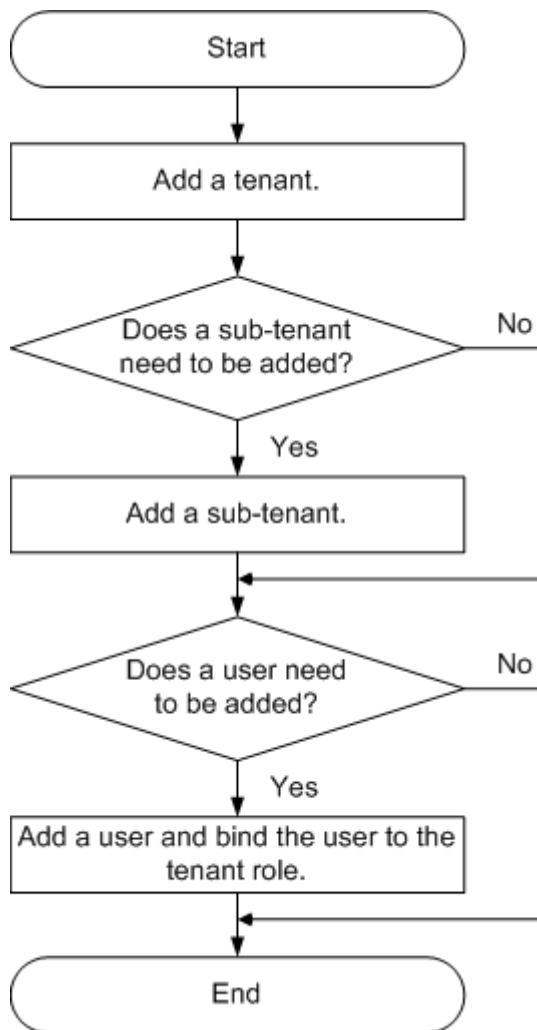 Start
Add a tenant.
Does a sub-tenant
need to be added?
No
Yes
Add a sub-tenant.
Does a user need
to be added?
No
Yes
Add a user and bind the user to the
tenant role.
End